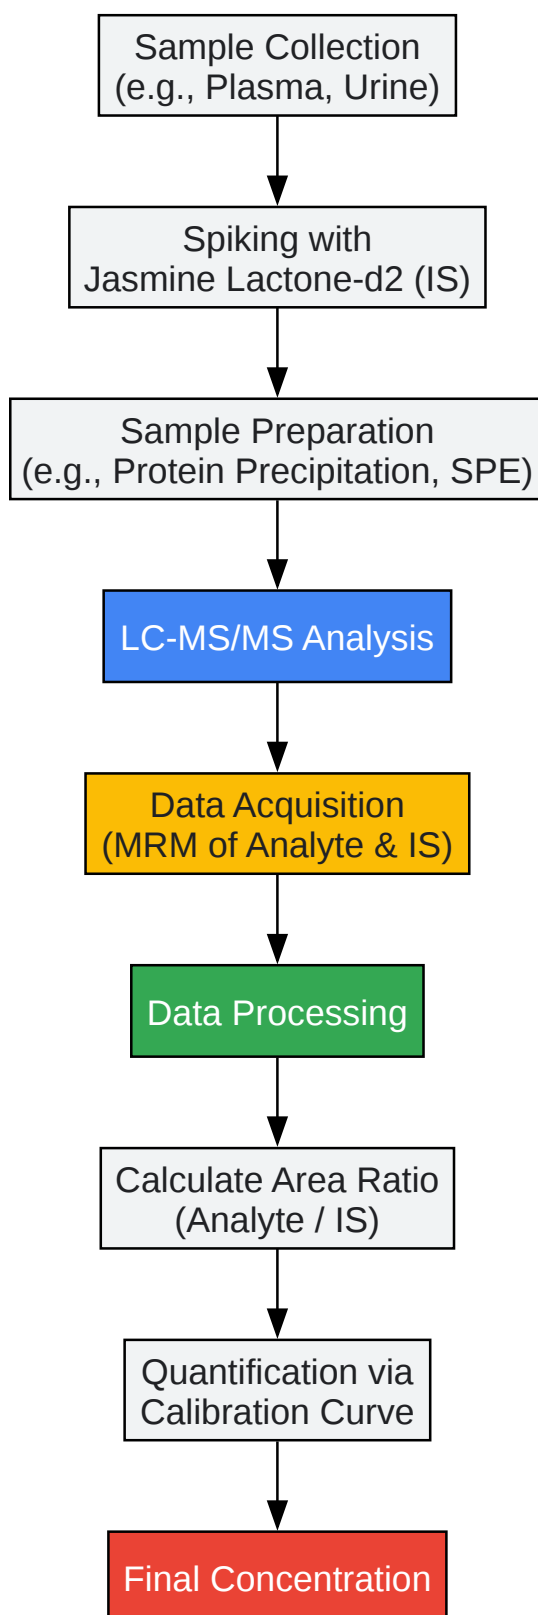 Sample Collection
(e.g., Plasma, Urine)
Spiking with
Jasmine Lactone-d2 (IS)
Sample Preparation
(e.g., Protein Precipitation, SPE)
LC-MS/MS Analysis
Data Acquisition
(MRM of Analyte & IS)
Data Processing
Calculate Area Ratio
(Analyte / IS)
Quantification via
Calibration Curve
Final Concentration